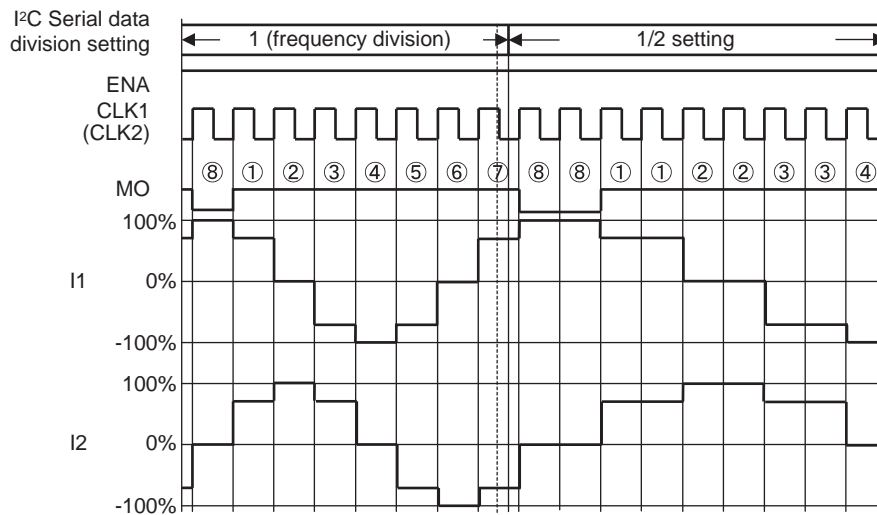 I²C Serial data
division setting
1 (frequency division) 1/2 setting
ENA
CLK1
(CLK2)
⑧ ① ② ③ ④ ⑤ ⑥ ⑦ ⑧ ⑧ ① ① ② ② ③ ③ ④
MO
100%
I1 0%
-100%
100%
I2 0%
-100%